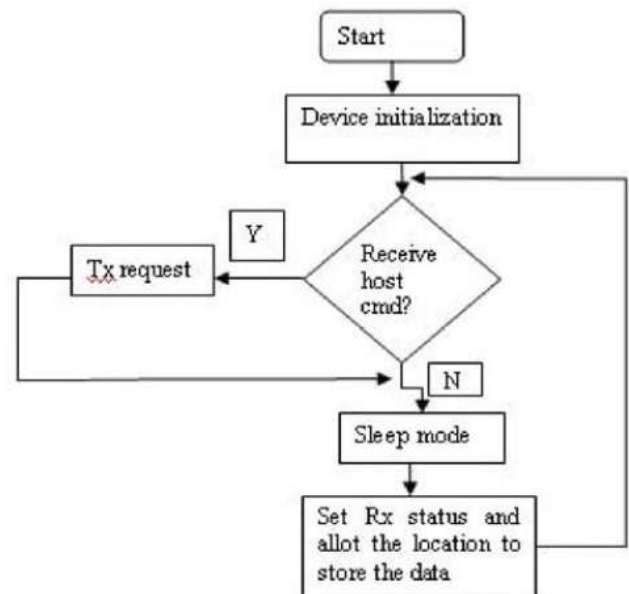 Start
Device initialization
Y
Receive
host
cmd?
Tx request
N
Sleep mode
Set Rx status and
allot the location to
store the data